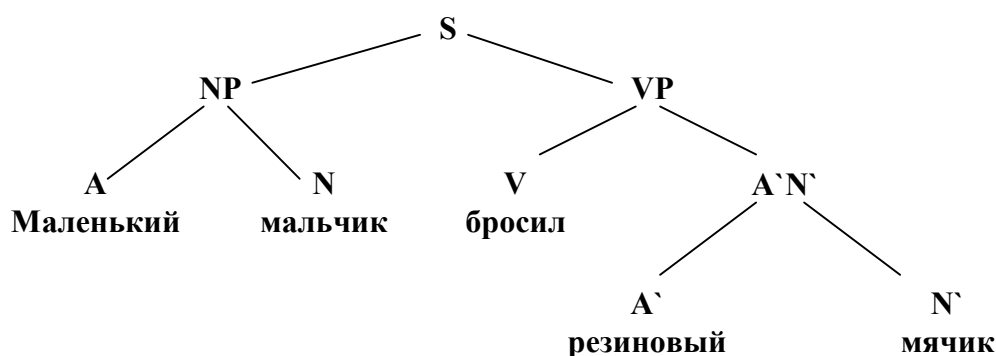 S
NP VP
A N V A`N`
Маленький мальчик бросил
A` N`
резиновый мячик